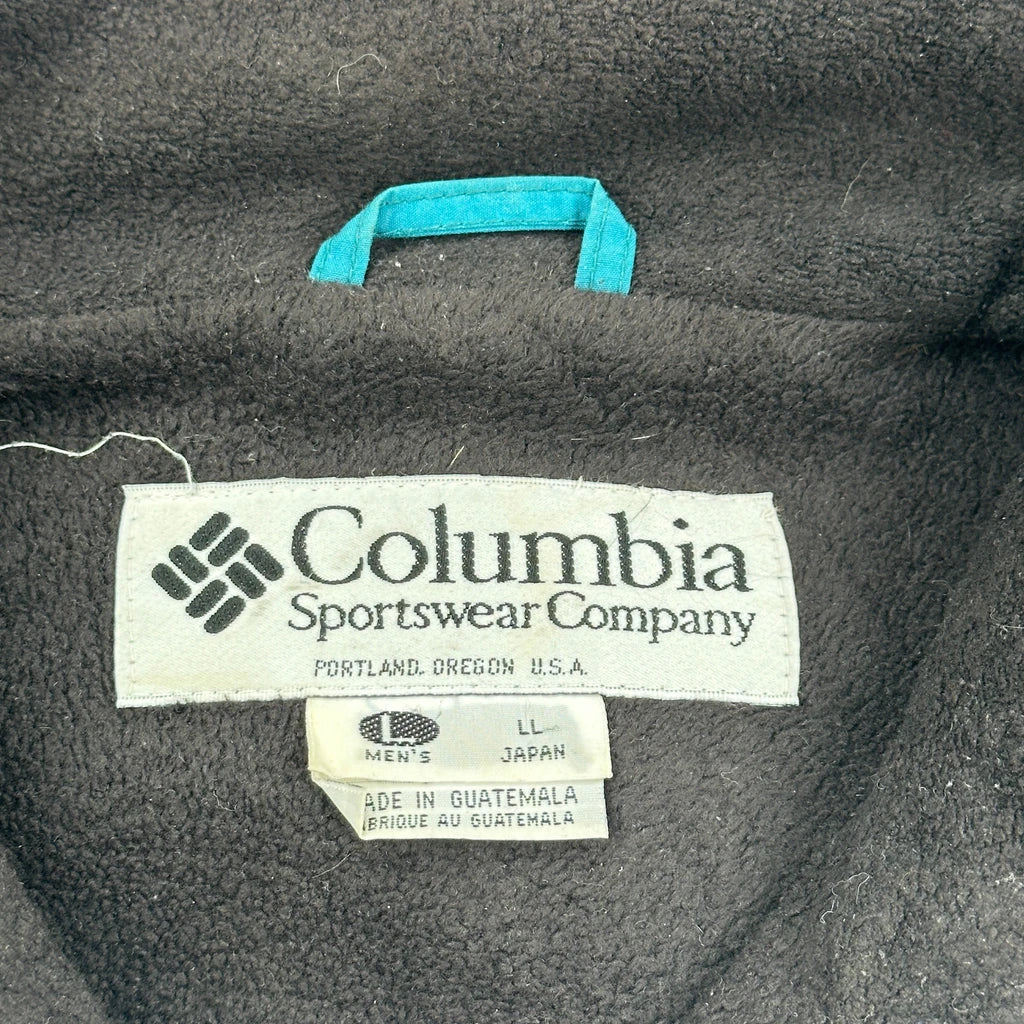 Columbia
Sportswear Company
PORTLAND, OREGON U.S.A.
L LL
MEN'S JAPAN
ADE IN GUATEMALA
BRIQUE AU GUATEMALA